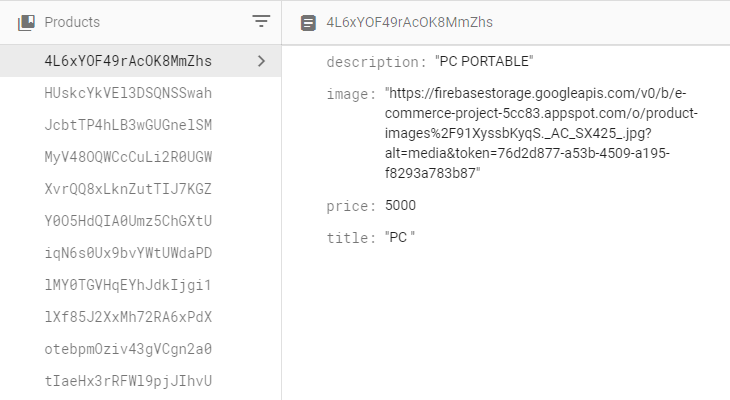 Products
4L6xYOF49rAcOK8MmZhs
HUskcYkVEl3DSQNSSwah
JcbtTP4hLB3wGUGnelSM
MyV48OQWCcCuLi2R0UGW
XvrQQ8xLknZutTIJ7KGZ
Y0O5HdQIA0Umz5ChGXtU
iqN6s0Ux9bvYWtUWdaPD
lMY0TGVHqEYhJdkIjgi1
lXf85J2XxMh72RA6xPdX
otebpmOziv43gVCgn2a0
tIaeHx3rRFWl9pjJIhvU
4L6xYOF49rAcOK8MmZhs
description: "PC PORTABLE"
image: "https://firebasestorage.googleapis.com/v0/b/e-
commerce-project-5cc83.appspot.com/o/product-
images%2F91XyssbKyqS._AC_SX425_.jpg?
alt=media&token=76d2d877-a53b-4509-a195-
f8293a783b87"
price: 5000
title: "PC "